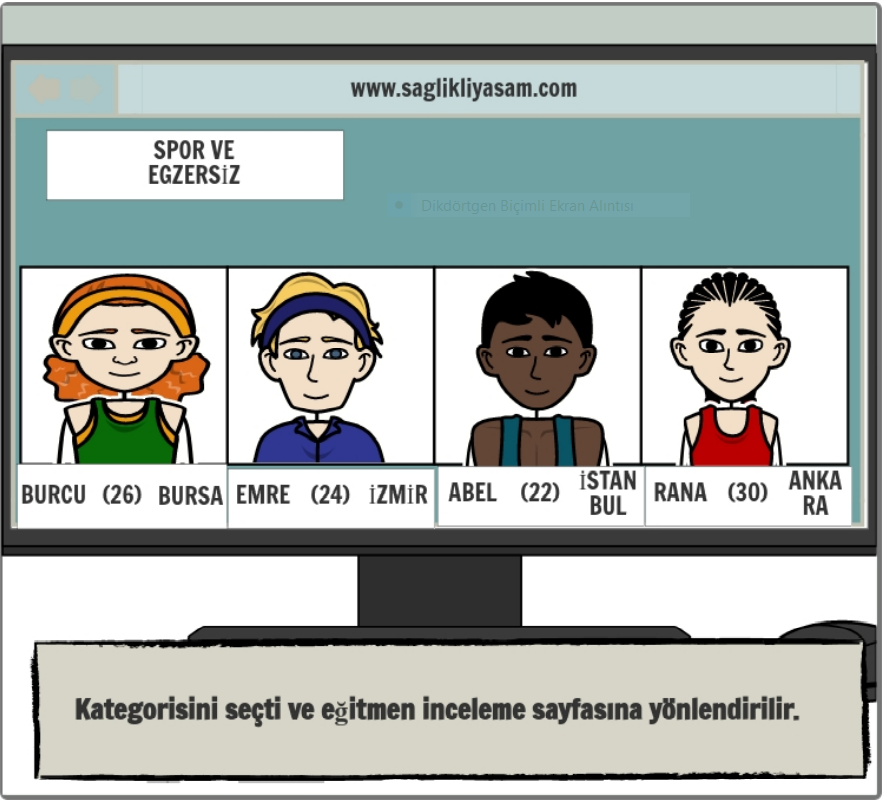 www.saglikliyasam.com
SPOR VE
EGZERSİZ
Dikdörtgen Biçimli Ekran Alıntısı
BURCU (26) BURSA
EMRE (24) İZMİR
ABEL (22) İSTAN
BUL
RANA (30) ANKA
RA
Kategorisini seçti ve eğitmen inceleme sayfasına yönlendirilir.